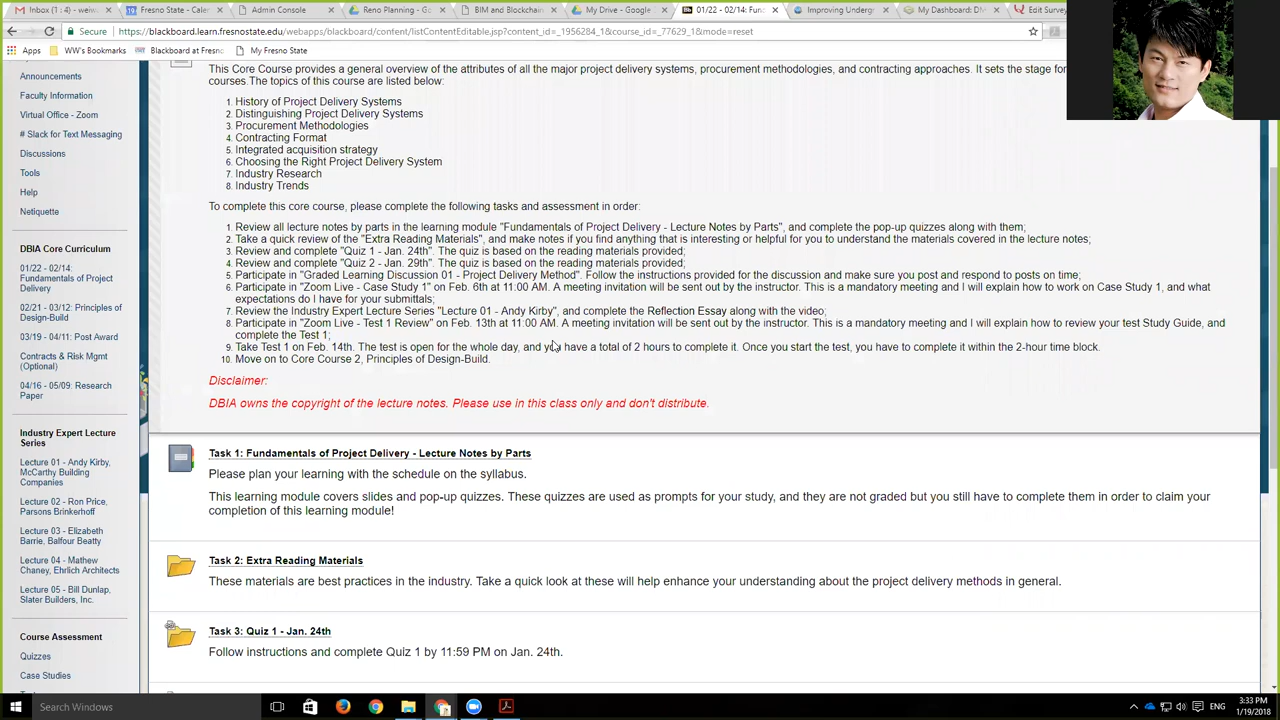 Inbox (1 : 4) - weiwa
Fresno State - Caler
Admin Console
Reno Planning - Go
BIM and Blockchain
My Drive - Google
01/22 - 02/14: Fun
Improving Undergr
My Dashboard: D
Edit Survey
Secure
https://blackboard.learn.fresnostate.edu/webapps/blackboard/content/listContentEditable.jsp?content_id=_1956284_1&course_id=_77629_1&mode=reset
Apps
WW's Bookmarks
Blackboard at Fresno
My Fresno State
Announcements
Faculty Information
Virtual Office - Zoom
# Slack for Text Messaging
Discussions
Tools
Help
Netiquette
DBIA Core Curriculum
01/22 - 02/14:
Fundamentals of Project
Delivery
02/21 - 03/12: Principles of
Design-Build
03/19 - 04/11: Post Award
Contracts & Risk Mgmt
(Optional)
04/16 - 05/09: Research
Paper
Industry Expert Lecture
Series
Lecture 01 - Andy Kirby,
McCarthy Building
Companies
Lecture 02 - Ron Price,
Parsons Brinkerhoff
Lecture 03 - Elizabeth
Barrie, Balfour Beatty
Lecture 04 - Mathew
Chaney, Ehrlich Architects
Lecture 05 - Bill Dunlap,
Slater Builders, Inc.
Course Assessment
Quizzes
Case Studies
This Core Course provides a general overview of the attributes of all the major project delivery systems, procurement methodologies, and contracting approaches. It sets the stage for
courses.The topics of this course are listed below:
1. History of Project Delivery Systems
2. Distinguishing Project Delivery Systems
3. Procurement Methodologies
4. Contracting Format
5. Integrated acquisition strategy
6. Choosing the Right Project Delivery System
7. Industry Research
8. Industry Trends
To complete this core course, please complete the following tasks and assessment in order:
1. Review all lecture notes by parts in the learning module "Fundamentals of Project Delivery - Lecture Notes by Parts", and complete the pop-up quizzes along with them;
2. Take a quick review of the "Extra Reading Materials", and make notes if you find anything that is interesting or helpful for you to understand the materials covered in the lecture notes;
3. Review and complete "Quiz 1 - Jan. 24th". The quiz is based on the reading materials provided;
4. Review and complete "Quiz 2 - Jan. 29th". The quiz is based on the reading materials provided;
5. Participate in "Graded Learning Discussion 01 - Project Delivery Method". Follow the instructions provided for the discussion and make sure you post and respond to posts on time;
6. Participate in "Zoom Live - Case Study 1" on Feb. 6th at 11:00 AM. A meeting invitation will be sent out by the instructor. This is a mandatory meeting and I will explain how to work on Case Study 1, and what
expectations do I have for your submittals;
7. Review the Industry Expert Lecture Series "Lecture 01 - Andy Kirby", and complete the Reflection Essay along with the video;
8. Participate in "Zoom Live - Test 1 Review" on Feb. 13th at 11:00 AM. A meeting invitation will be sent out by the instructor. This is a mandatory meeting and I will explain how to review your test Study Guide, and
complete the Test 1;
9. Take Test 1 on Feb. 14th. The test is open for the whole day, and you have a total of 2 hours to complete it. Once you start the test, you have to complete it within the 2-hour time block.
10. Move on to Core Course 2, Principles of Design-Build.
Disclaimer:
DBIA owns the copyright of the lecture notes. Please use in this class only and don't distribute.
Task 1: Fundamentals of Project Delivery - Lecture Notes by Parts
Please plan your learning with the schedule on the syllabus.
This learning module covers slides and pop-up quizzes. These quizzes are used as prompts for your study, and they are not graded but you still have to complete them in order to claim your
completion of this learning module!
Task 2: Extra Reading Materials
These materials are best practices in the industry. Take a quick look at these will help enhance your understanding about the project delivery methods in general.
Task 3: Quiz 1 - Jan. 24th
Follow instructions and complete Quiz 1 by 11:59 PM on Jan. 24th.
Search Windows
ENG
3:33 PM
1/19/2018